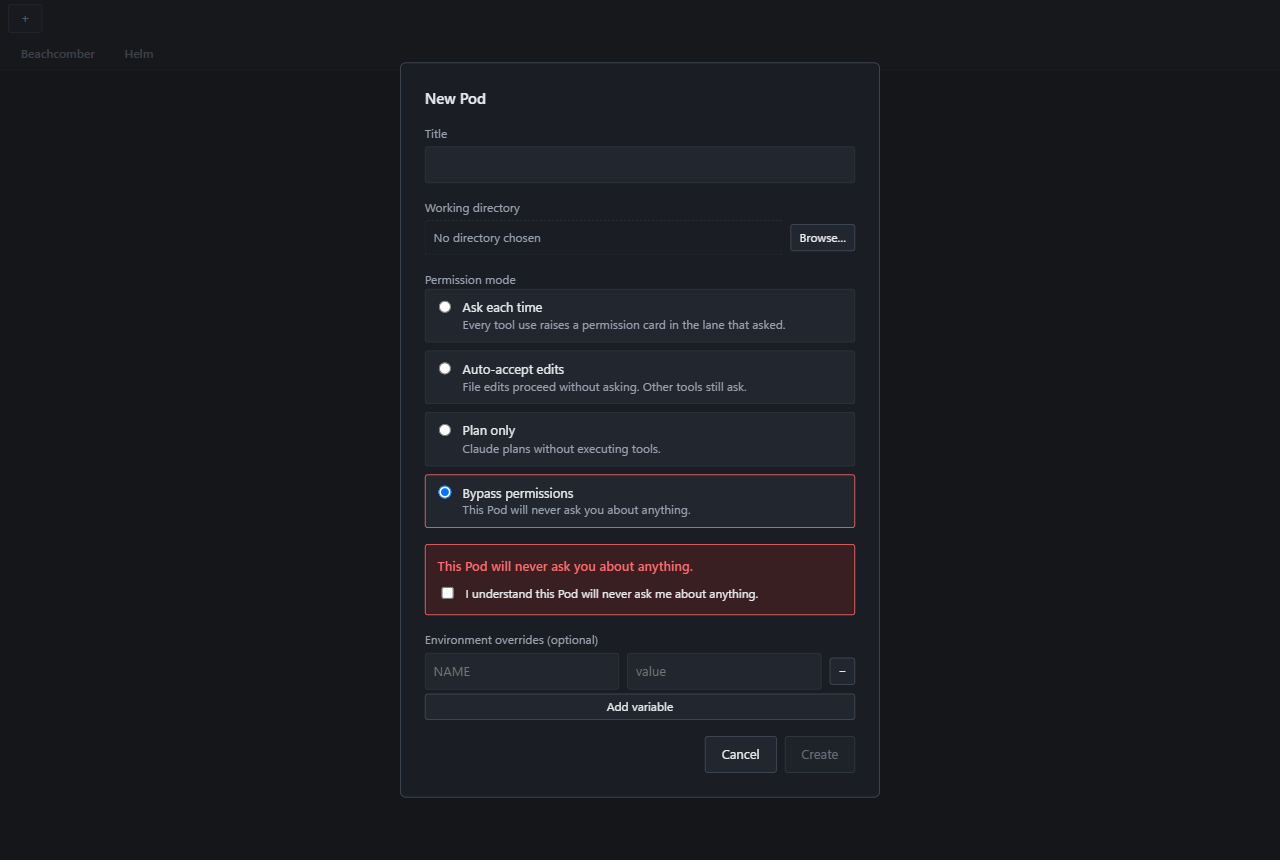 +
Beachcomber Helm
New Pod
Title
Working directory
No directory chosen
Browse...
Permission mode
Ask each time
Every tool use raises a permission card in the lane that asked.
Auto-accept edits
File edits proceed without asking. Other tools still ask.
Plan only
Claude plans without executing tools.
Bypass permissions
This Pod will never ask you about anything.
This Pod will never ask you about anything.
I understand this Pod will never ask me about anything.
Environment overrides (optional)
NAME value −
Add variable
Cancel Create